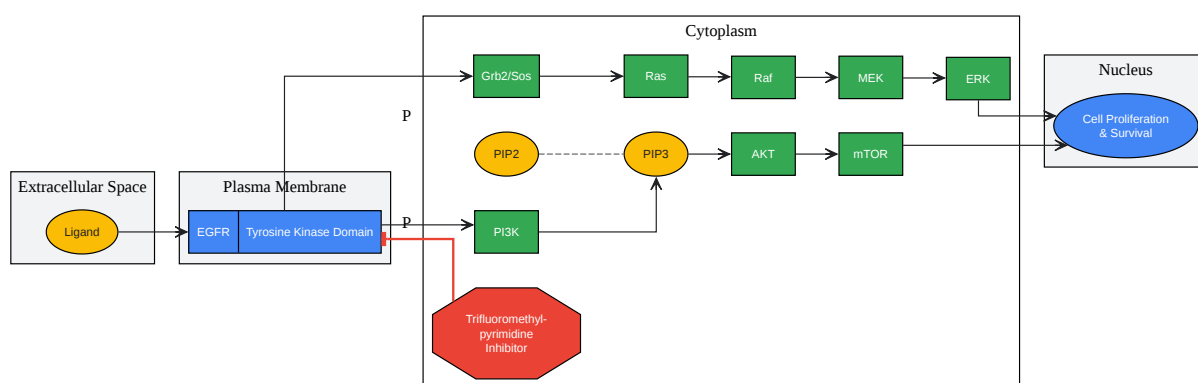 Cytoplasm
Grb2/Sos
Ras
Raf
MEK
ERK
Nucleus
Cell Proliferation
& Survival
P
PIP2
PIP3
AKT
mTOR
Extracellular Space
Ligand
Plasma Membrane
EGFR
Tyrosine Kinase Domain
P
PI3K
Trifluoromethyl-
pyrimidine
Inhibitor